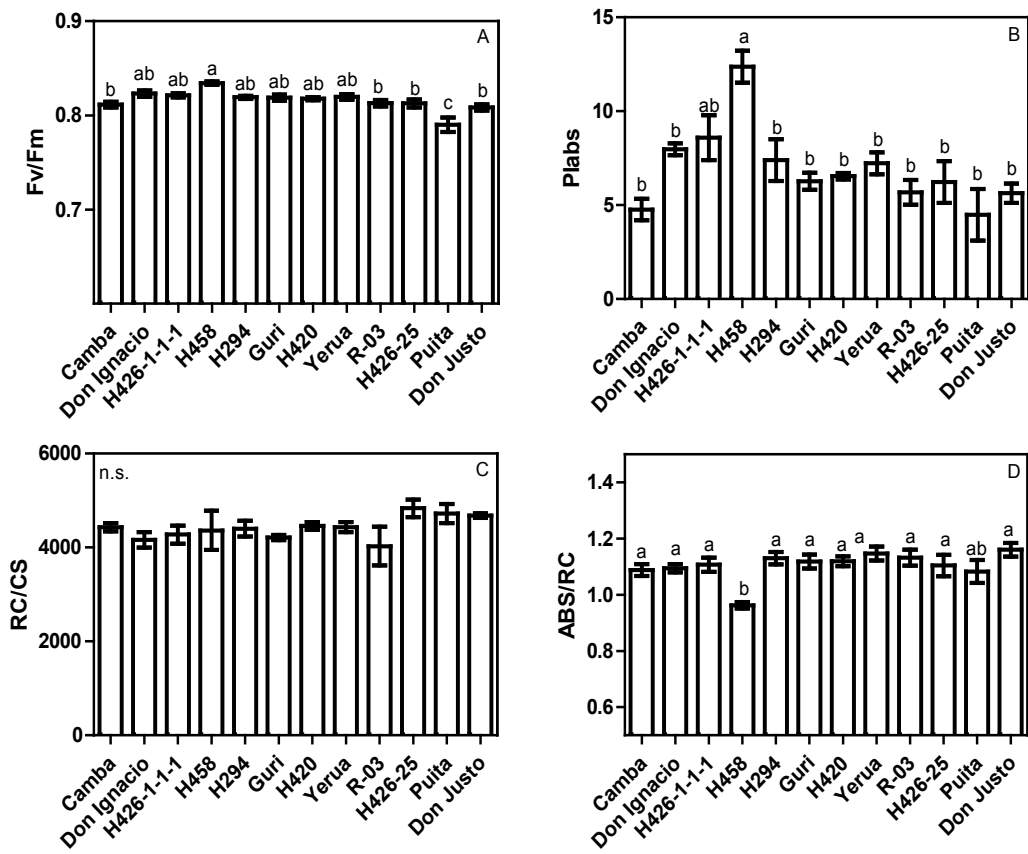 A
0.9
0.8
0.7
Fv/Fm
b ab ab a ab ab ab ab b b c b
Camba Don Ignacio H426-1-1-1 H458 H294 Guri H420 Yerua R-03 H426-25 Puita Don Justo
B
15
10
5
0
PIabs
b b ab a b b b b b b b b
Camba Don Ignacio H426-1-1-1 H458 H294 Guri H420 Yerua R-03 H426-25 Puita Don Justo
n.s. C
6000
4000
2000
0
RC/CS
Camba Don Ignacio H426-1-1-1 H458 H294 Guri H420 Yerua R-03 H426-25 Puita Don Justo
D
1.4
1.2
1.0
0.8
0.6
ABS/RC
a a a b a a a a a a ab a
Camba Don Ignacio H426-1-1-1 H458 H294 Guri H420 Yerua R-03 H426-25 Puita Don Justo